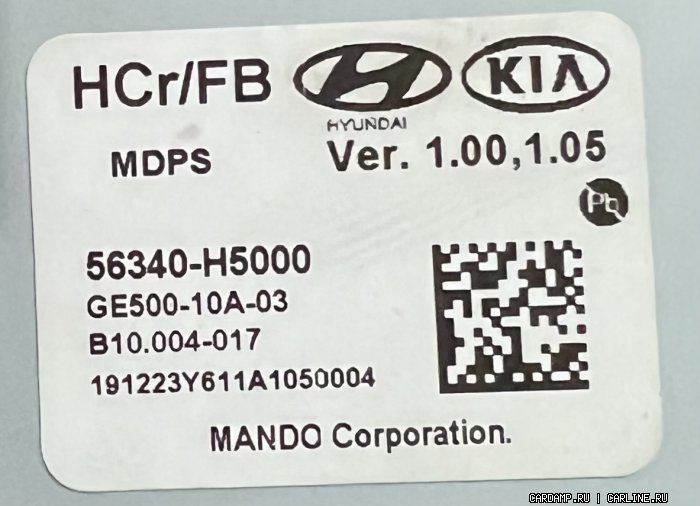 HCr/FB
HYUNDAI
KIA
MDPS
Ver. 1.00,1.05
Pb
56340-H5000
GE500-10A-03
B10.004-017
191223Y611A1050004
MANDO Corporation.
CARDAMP.RU | CARLINE.RU